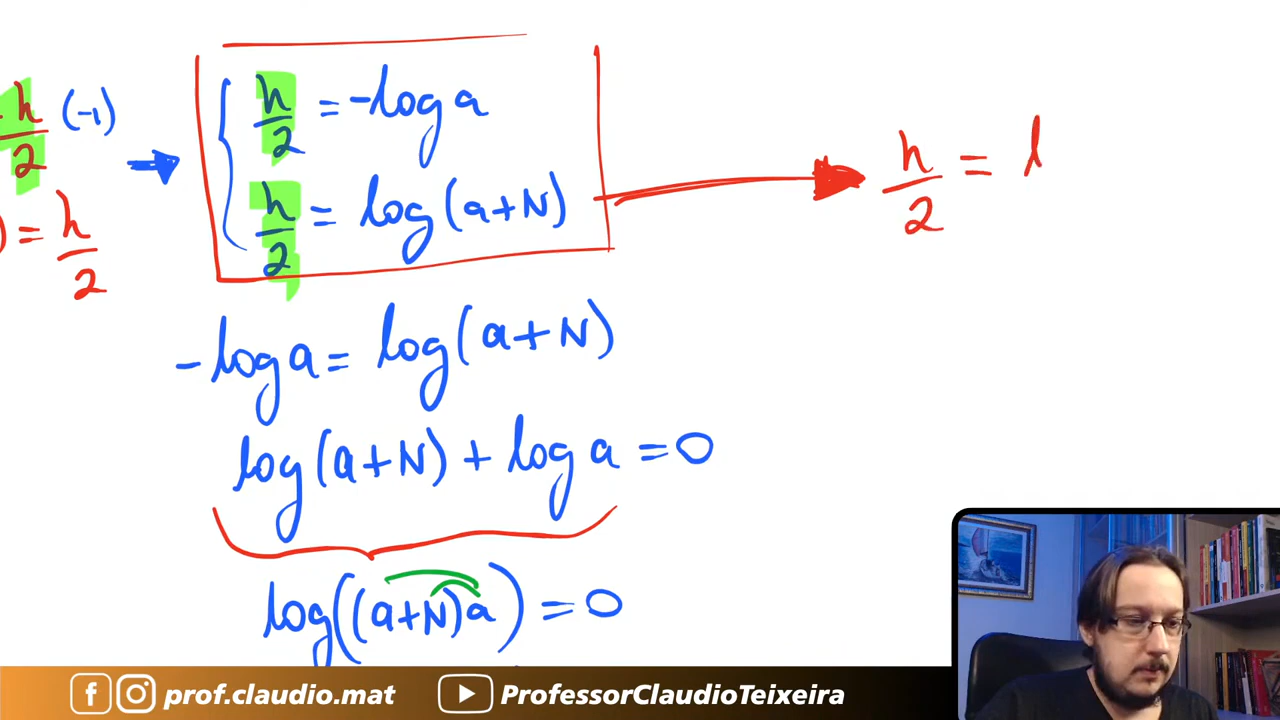 -h/2 (-1)
) = h/2
h/2 = -log a
h/2 = log(a+N)
h/2 = l
-log a = log(a+N)
log(a+N) + log a = 0
log((a+N)a) = 0
prof.claudio.mat
ProfessorClaudioTeixeira